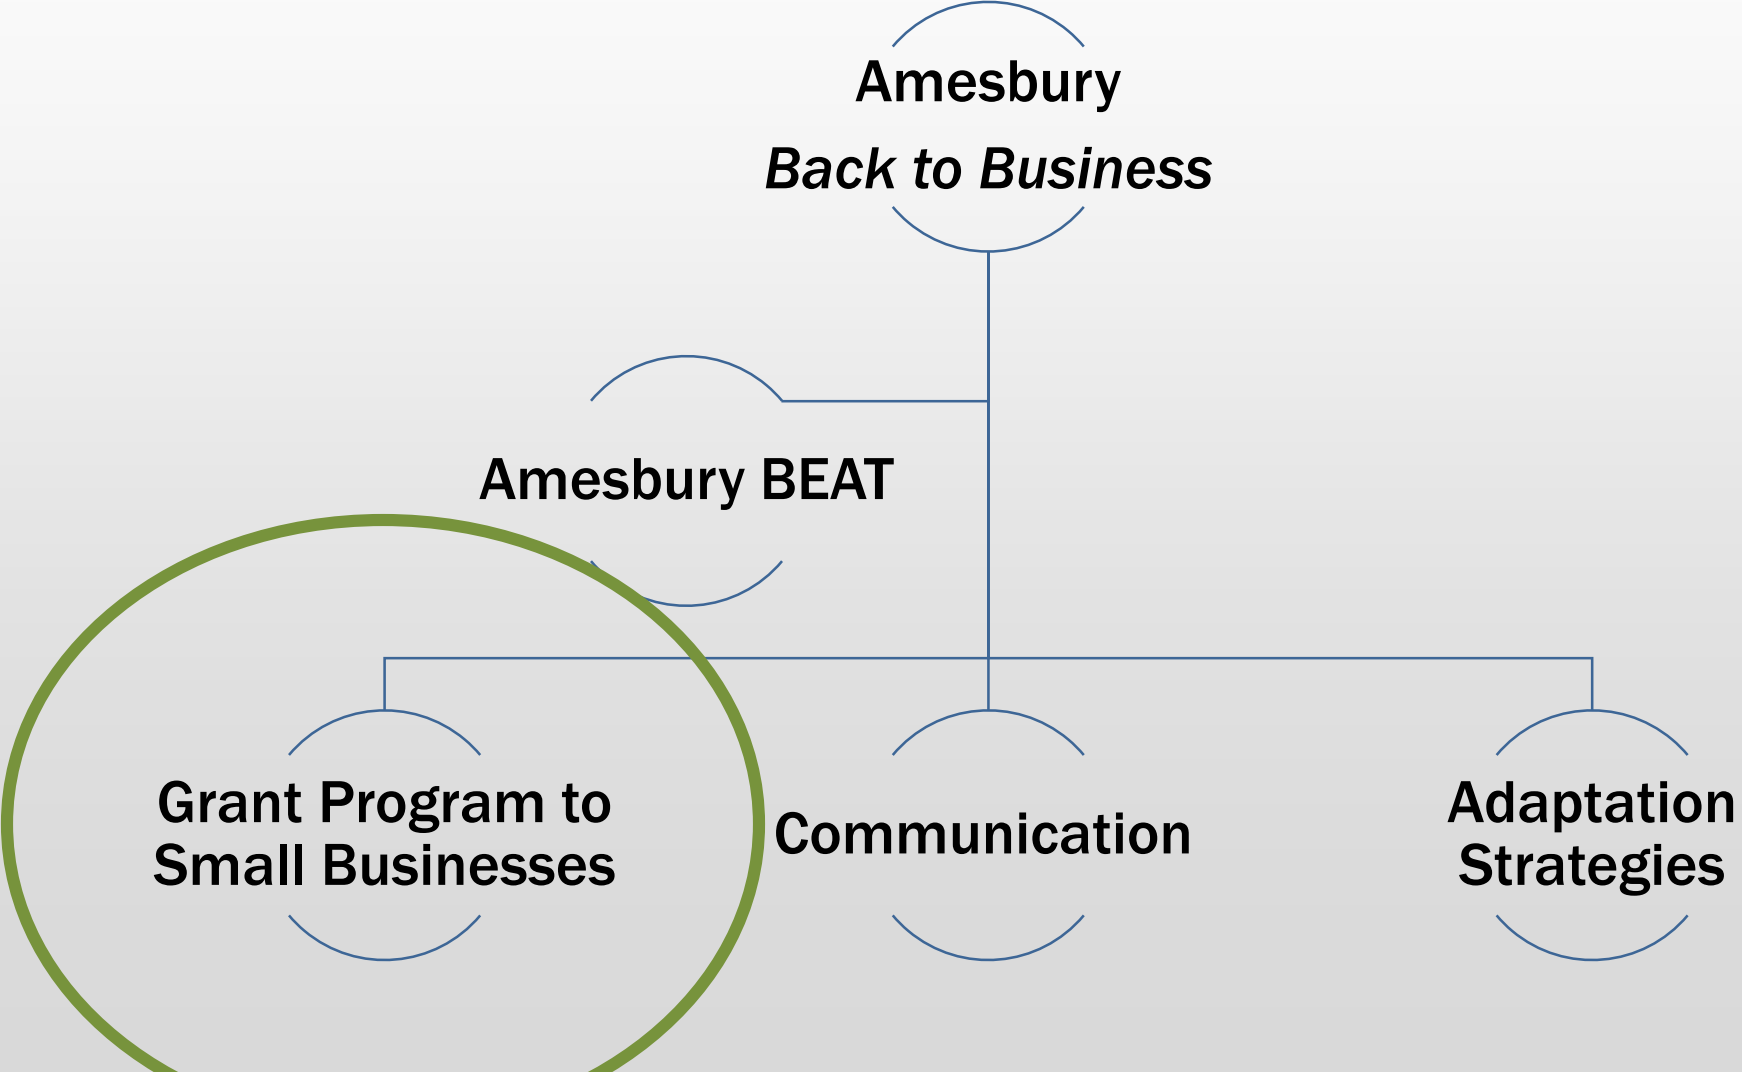 Amesbury
Back to Business
Amesbury BEAT
Grant Program to
Small Businesses
Communication
Adaptation
Strategies